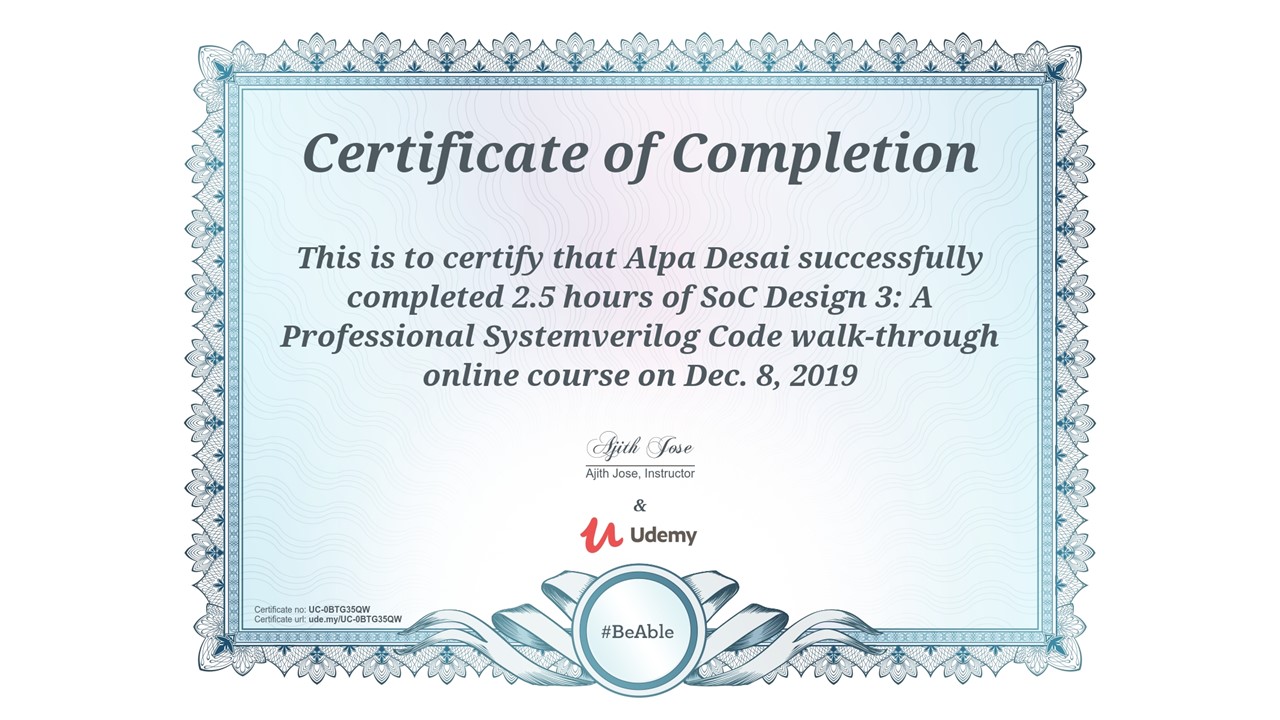 Certificate of Completion
This is to certify that Alpa Desai successfully
completed 2.5 hours of SoC Design 3: A
Professional Systemverilog Code walk-through
online course on Dec. 8, 2019
Ajith Jose
Ajith Jose, Instructor
&
Udemy
Certificate no: UC-0BTG35QW
Certificate url: ude.my/UC-0BTG35QW
#BeAble